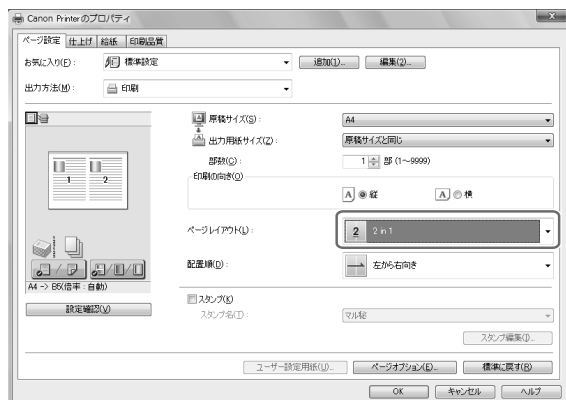 Canon Printer のプロパティ
ページ設定 仕上げ 給紙 印刷品質
お気に入り(F): 標準設定 追加(1)... 編集(2)...
出力方法(M): 印刷
原稿サイズ(S): A4
出力用紙サイズ(Z): 原稿サイズと同じ
部数(C): 1 部 (1～9999)
印刷の向き(O)
A 縦 A 横
1 2
ページレイアウト(L): 2 2 in 1
配置順(D): 左から右向き
A4 -> B5(倍率：自動)
設定確認(V)
スタンプ(K)
スタンプ名(T): マル秘
スタンプ編集(I)...
ユーザー設定用紙(U)... ページオプション(E)... 標準に戻す(R)
OK キャンセル ヘルプ